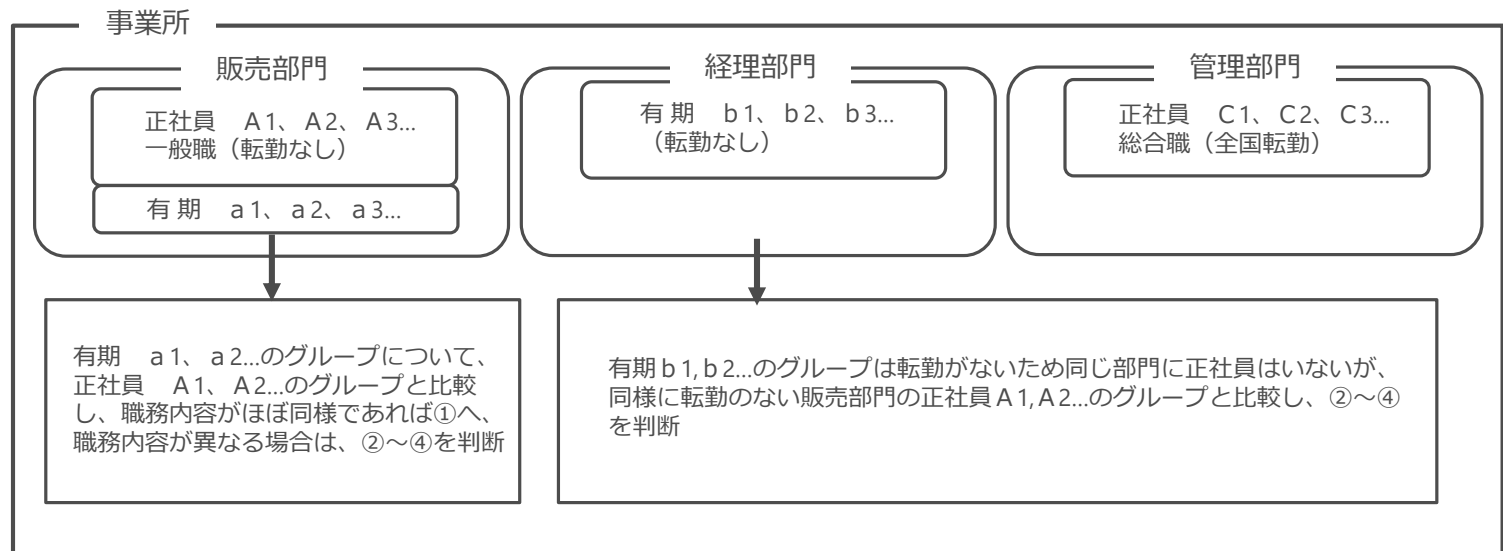 事業所
販売部門
正社員　Ａ1、Ａ2、Ａ3…
一般職（転勤なし）
有 期　ａ1、ａ2、ａ3…
経理部門
有 期　ｂ1、ｂ2、ｂ3…
（転勤なし）
管理部門
正社員　Ｃ1、Ｃ2、Ｃ3…
総合職（全国転勤）
有期　ａ1、ａ2…のグループについて、
正社員　Ａ1、Ａ2…のグループと比較
し、職務内容がほぼ同様であれば①へ、
職務内容が異なる場合は、②～④を判断
有期ｂ1,ｂ2…のグループは転勤がないため同じ部門に正社員はいないが、
同様に転勤のない販売部門の正社員Ａ1,Ａ2…のグループと比較し、②～④
を判断